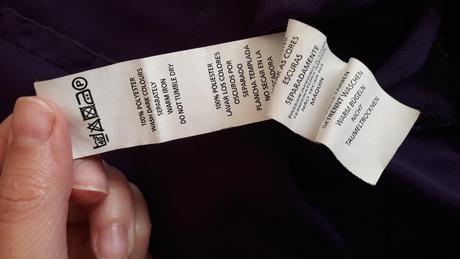 P
100% POLYESTER
WASH DARK COLOURS
SEPARATELY
WARM IRON
DO NOT TUMBLE DRY
100% POLIESTER
LAVAR COLORES
OSCUROS POR
SEPARADO
PLANCHA TEMPLADA
NO SECAR EN LA
SECADORA
AS CORES
ESCURAS
SEPARADAMENTE
MAQUINA
GETRENNT WASCHEN
WARM BÜGELN
NICHT
TAUMELTROCKNEN